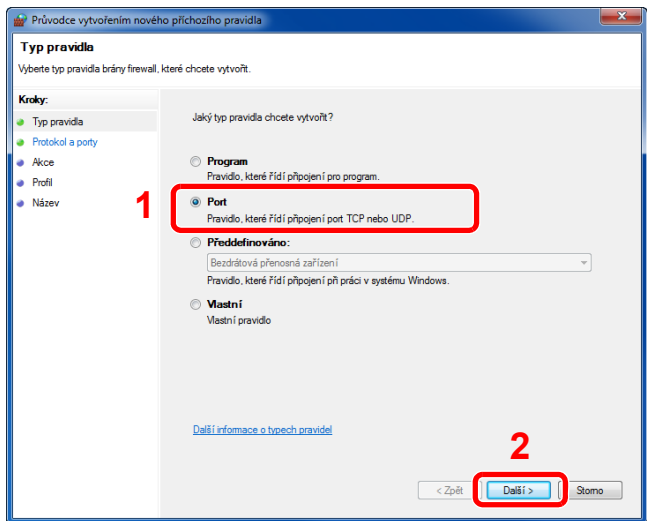 Průvodce vytvořením nového příchozího pravidla
Typ pravidla
Vyberte typ pravidla brány firewall, které chcete vytvořit.
Kroky:
Typ pravidla
Protokol a porty
Akce
Profil
Název
Jaký typ pravidla chcete vytvořit?
Program
Pravidlo, které řídí připojení pro program.
1
Port
Pravidlo, které řídí připojení port TCP nebo UDP.
Předdefinováno:
Bezdrátová přenosná zařízení
Pravidlo, které řídí připojení při práci v systému Windows.
Vlastní
Vlastní pravidlo
Další informace o typech pravidel
2
< Zpět
Další >
Storno